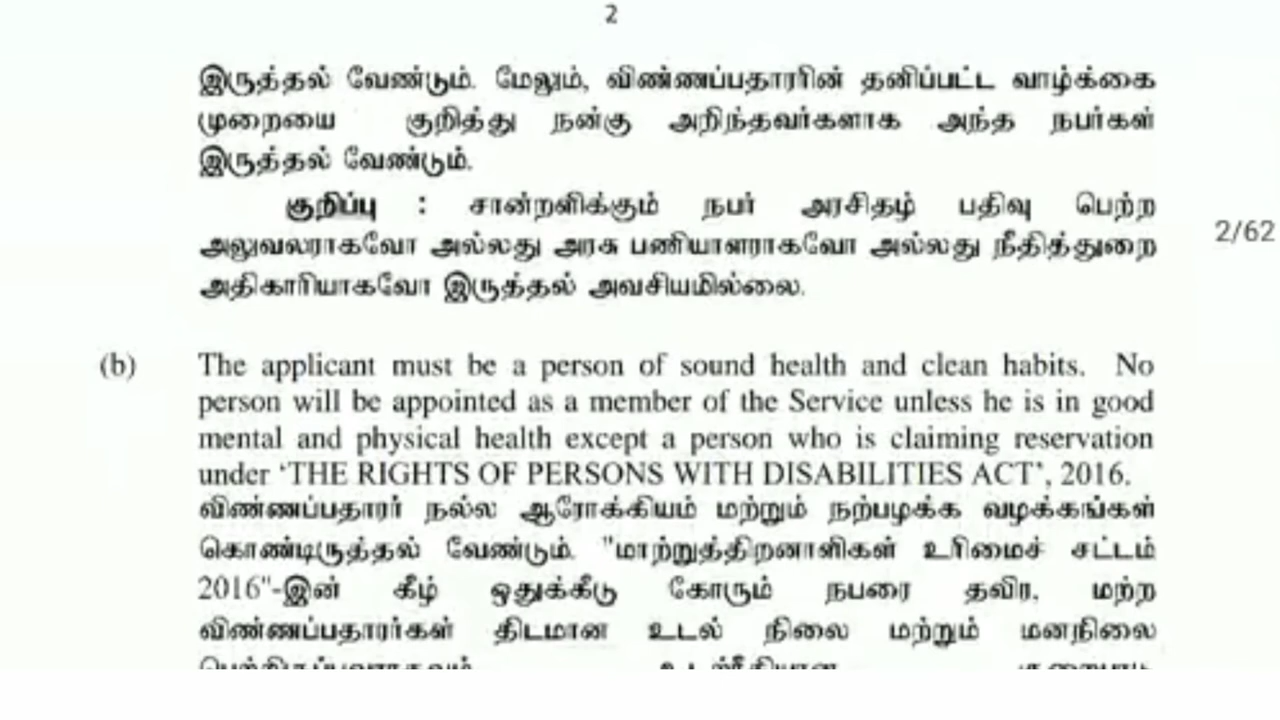 2
இருத்தல் வேண்டும். மேலும், விண்ணப்பதாரரின் தனிப்பட்ட வாழ்க்கை
முறையை குறித்து நன்கு அறிந்தவர்களாக அந்த நபர்கள்
இருத்தல் வேண்டும்.
குறிப்பு : சான்றளிக்கும் நபர் அரசிதழ் பதிவு பெற்ற
அலுவலராகவோ அல்லது அரசு பணியாளராகவோ அல்லது நீதித்துறை
அதிகாரியாகவோ இருத்தல் அவசியமில்லை.
2/62
(b) The applicant must be a person of sound health and clean habits. No
person will be appointed as a member of the Service unless he is in good
mental and physical health except a person who is claiming reservation
under ‘THE RIGHTS OF PERSONS WITH DISABILITIES ACT’, 2016.
விண்ணப்பதாரர் நல்ல ஆரோக்கியம் மற்றும் நற்பழக்க வழக்கங்கள்
கொண்டிருத்தல் வேண்டும். "மாற்றுத்திறனாளிகள் உரிமைச் சட்டம்
2016"-இன் கீழ் ஒதுக்கீடு கோரும் நபரை தவிர, மற்ற
விண்ணப்பதாரர்கள் திடமான உடல் நிலை மற்றும் மனநிலை